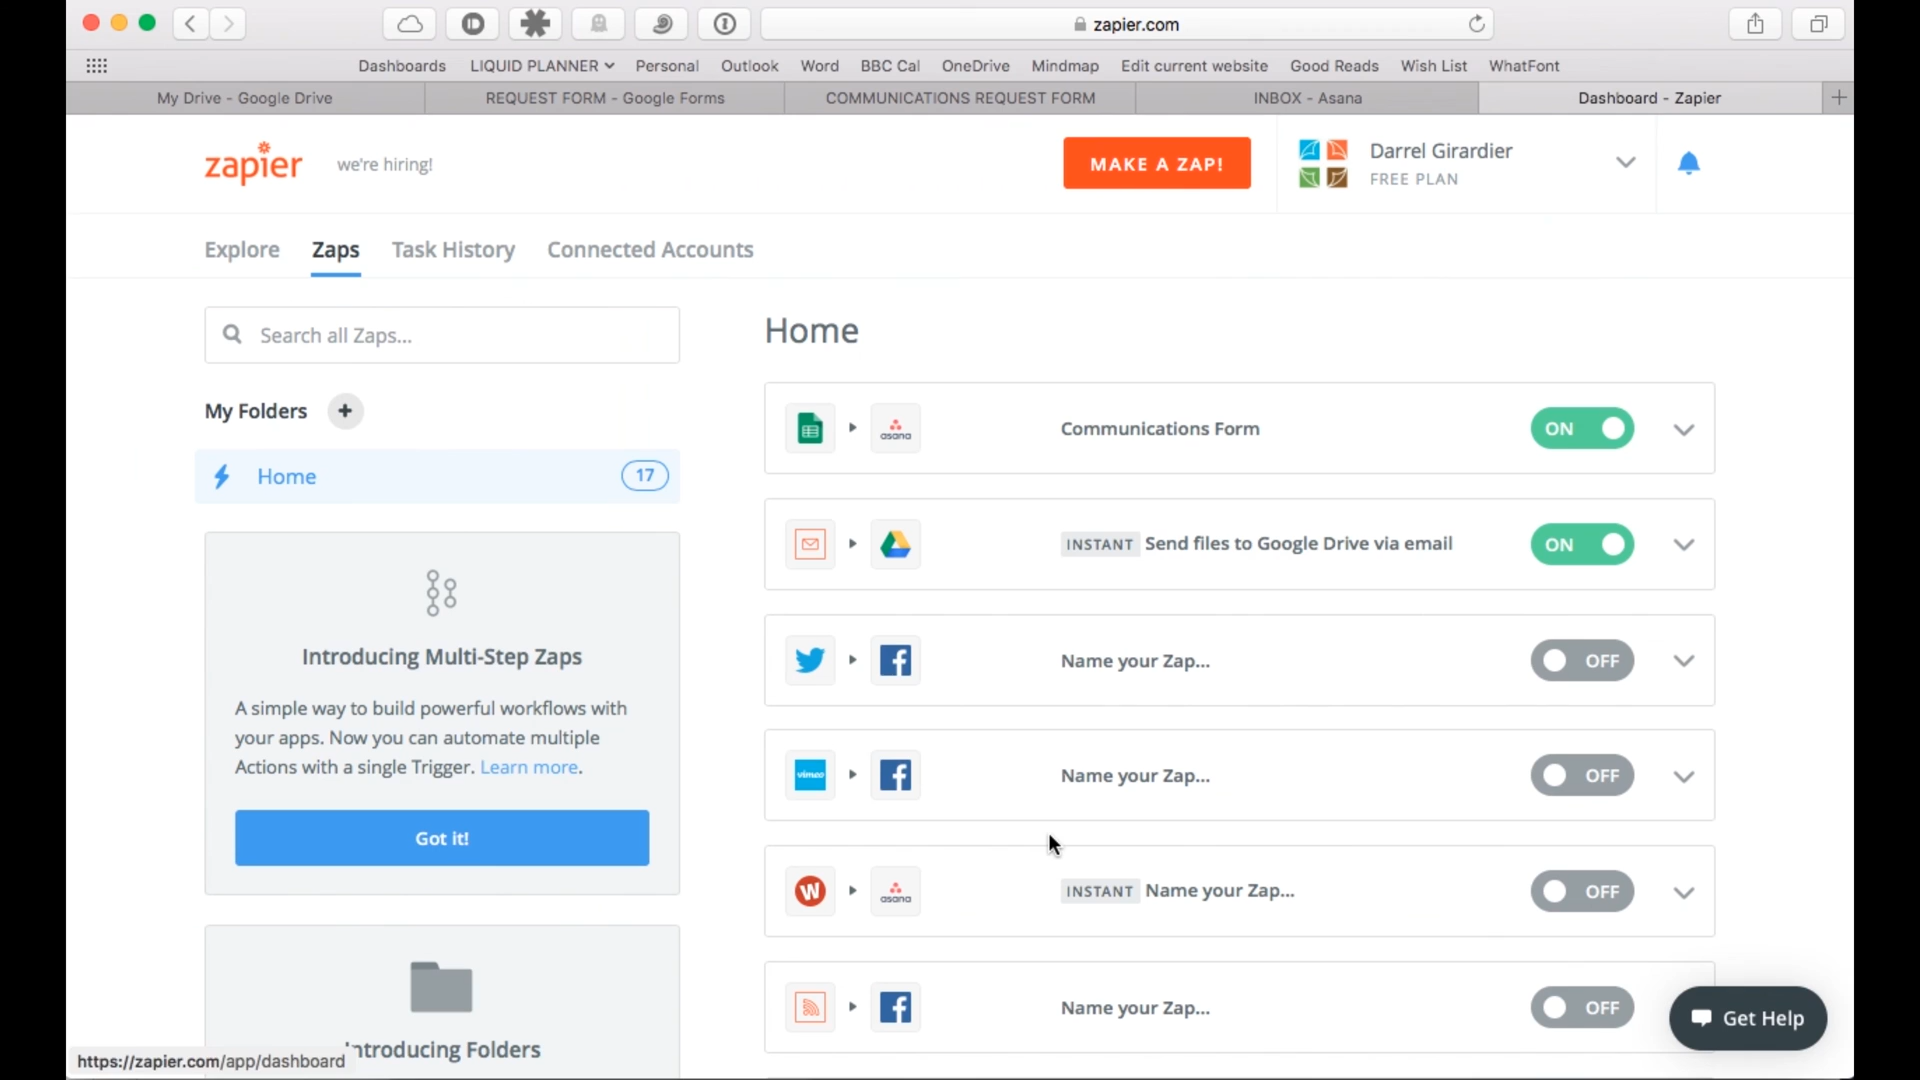 zapier.com
Dashboards LIQUID PLANNER Personal Outlook Word BBC Cal OneDrive Mindmap Edit current website Good Reads Wish List WhatFont
My Drive - Google Drive REQUEST FORM - Google Forms COMMUNICATIONS REQUEST FORM INBOX - Asana Dashboard - Zapier
zapier we're hiring! MAKE A ZAP! Darrel Girardier
FREE PLAN
Explore Zaps Task History Connected Accounts
Search all Zaps...
Home
My Folders +
Home 17
asana Communications Form ON
INSTANT Send files to Google Drive via email ON
Name your Zap... OFF
vimeo Name your Zap... OFF
W asana INSTANT Name your Zap... OFF
Name your Zap... OFF
Introducing Multi-Step Zaps
A simple way to build powerful workflows with
your apps. Now you can automate multiple
Actions with a single Trigger. Learn more.
Got it!
Introducing Folders
Get Help
https://zapier.com/app/dashboard